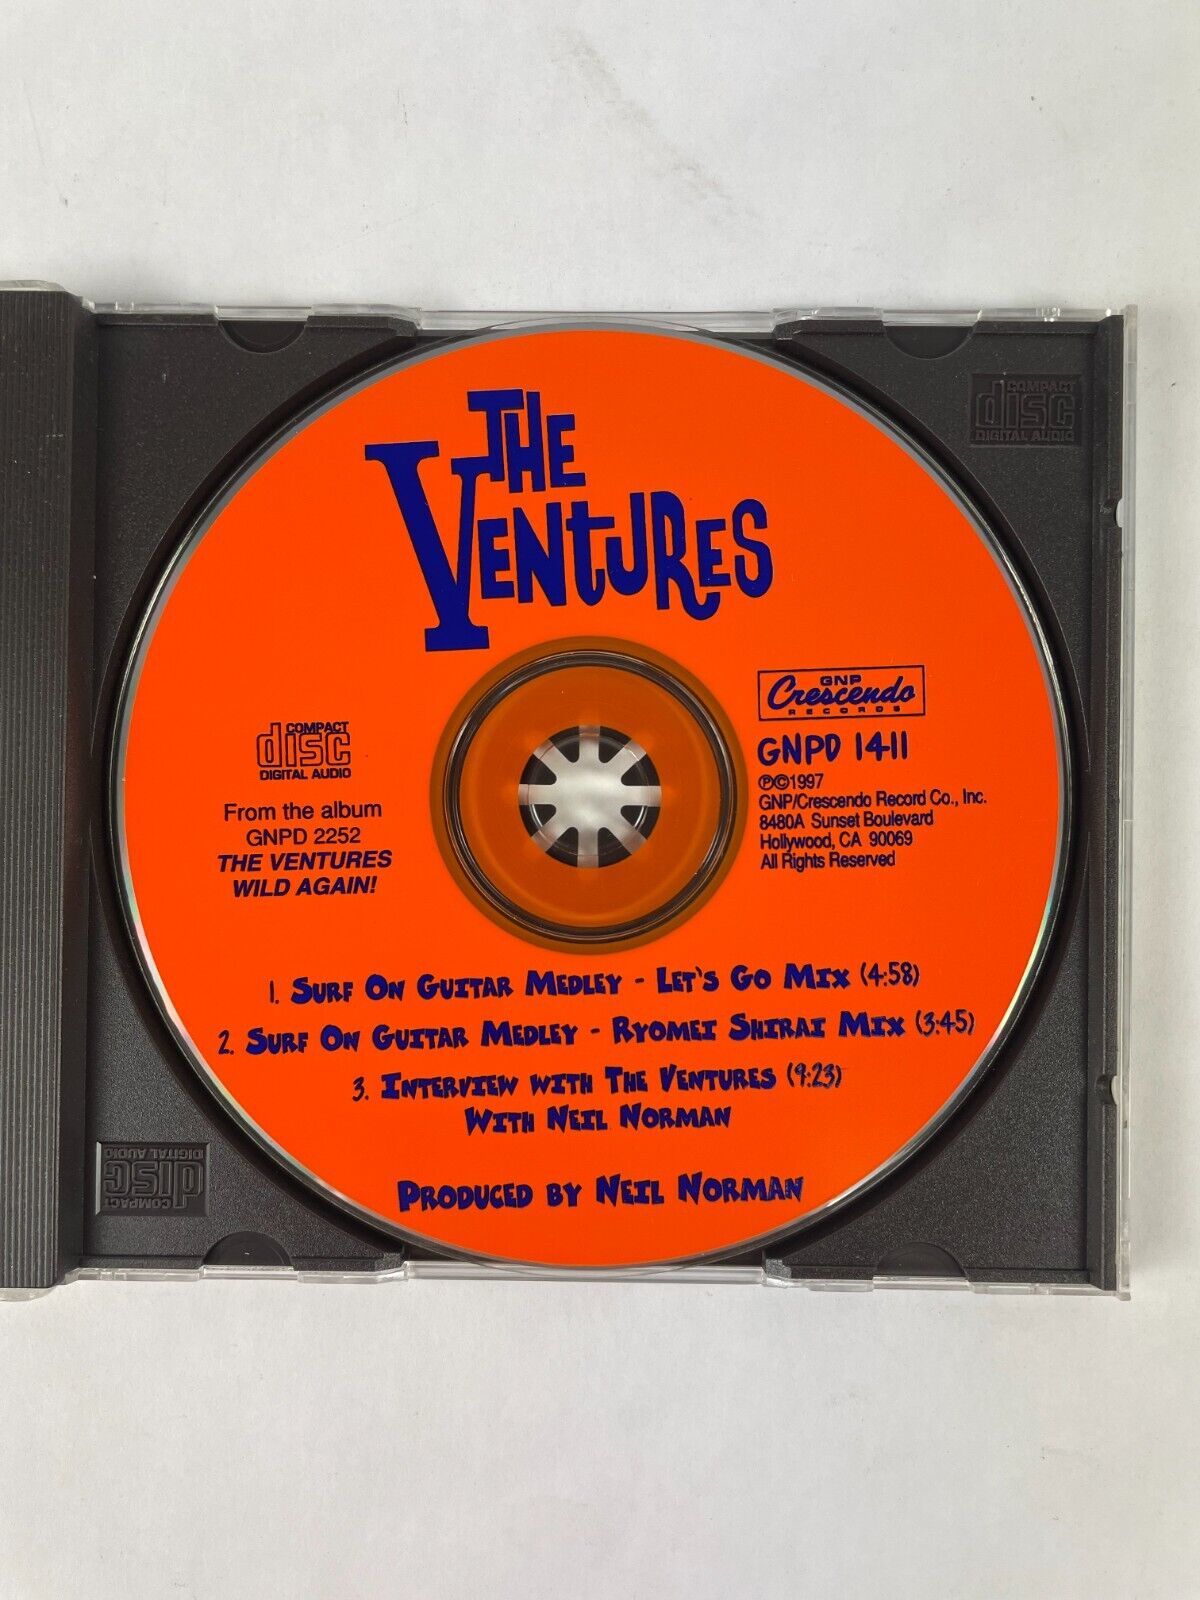 THE
VENTURES
COMPACT
disc
DIGITAL AUDIO
GNP
Crescendo
RECORDS
GNPD 1411
℗©1997
GNP/Crescendo Record Co., Inc.
8480A Sunset Boulevard
Hollywood, CA 90069
All Rights Reserved
COMPACT
disc
DIGITAL AUDIO
From the album
GNPD 2252
THE VENTURES
WILD AGAIN!
1. SURF ON GUITAR MEDLEY - LET'S GO MIX (4:58)
2. SURF ON GUITAR MEDLEY - RYOMEI SHIRAI MIX (3:45)
3. INTERVIEW WITH THE VENTURES (9:23)
WITH NEIL NORMAN
PRODUCED BY NEIL NORMAN
COMPACT
disc
DIGITAL AUDIO